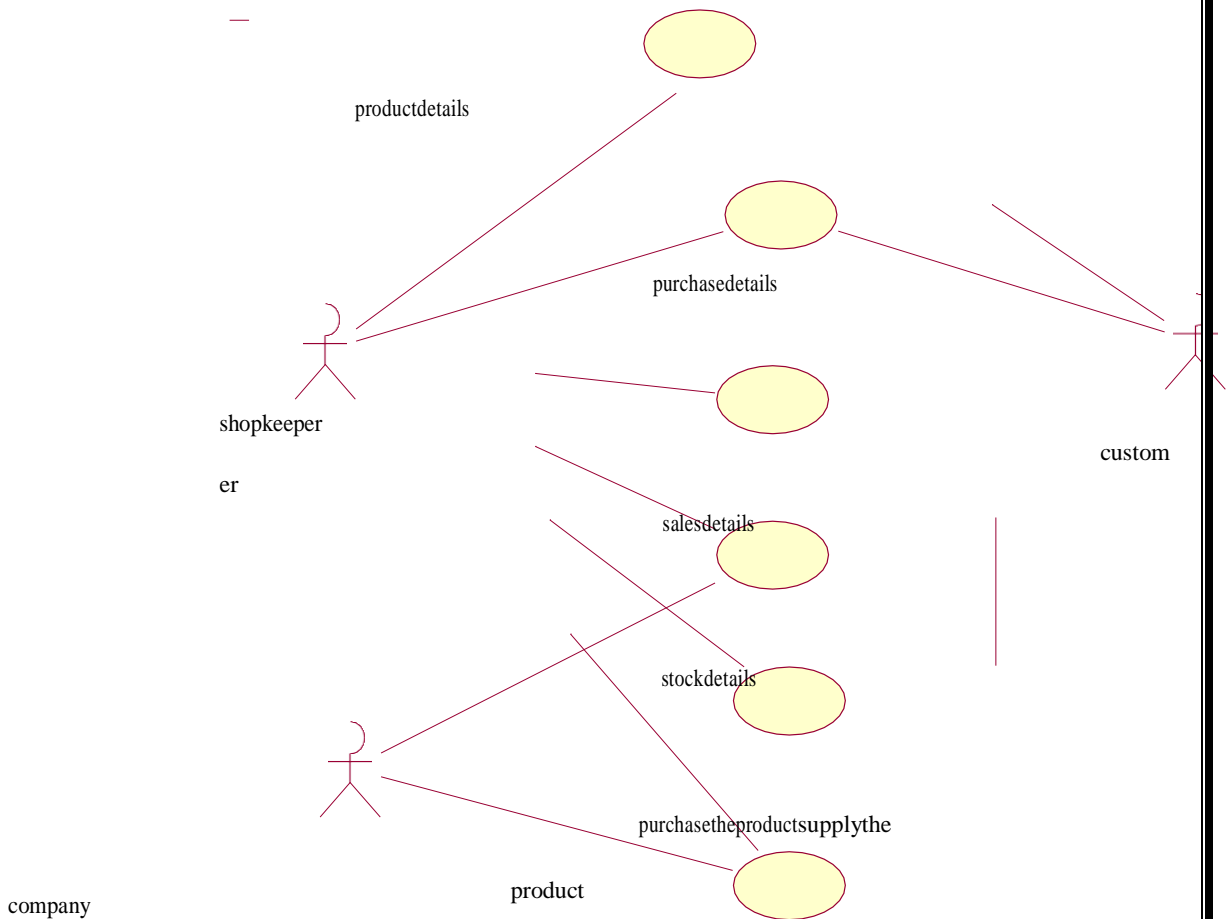 productdetails
purchasedetails
shopkeeper
custom
er
salesdetails
stockdetails
purchasetheproductsupplythe
product
company